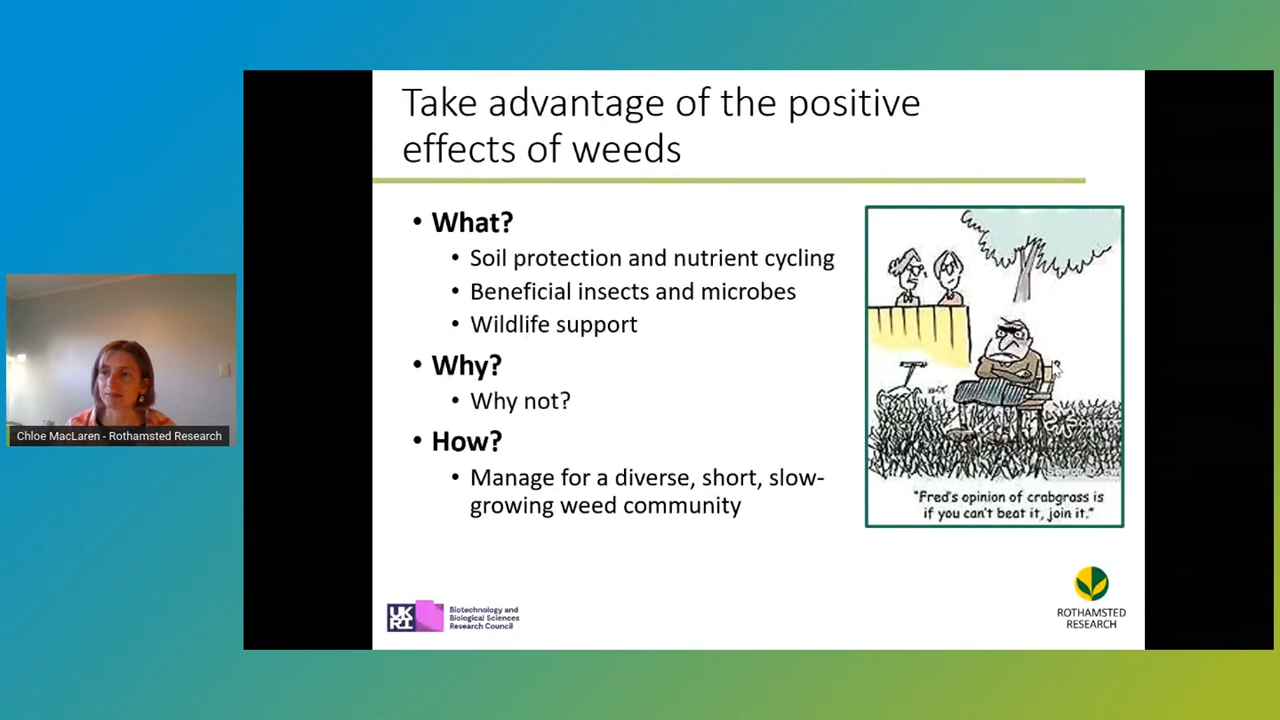 Take advantage of the positive
effects of weeds
• What?
• Soil protection and nutrient cycling
• Beneficial insects and microbes
• Wildlife support
• Why?
• Why not?
• How?
• Manage for a diverse, short, slow-
growing weed community
"Fred's opinion of crabgrass is
if you can't beat it, join it."
Chloe MacLaren - Rothamsted Research
UK
RI
Biotechnology and
Biological Sciences
Research Council
ROTHAMSTED
RESEARCH